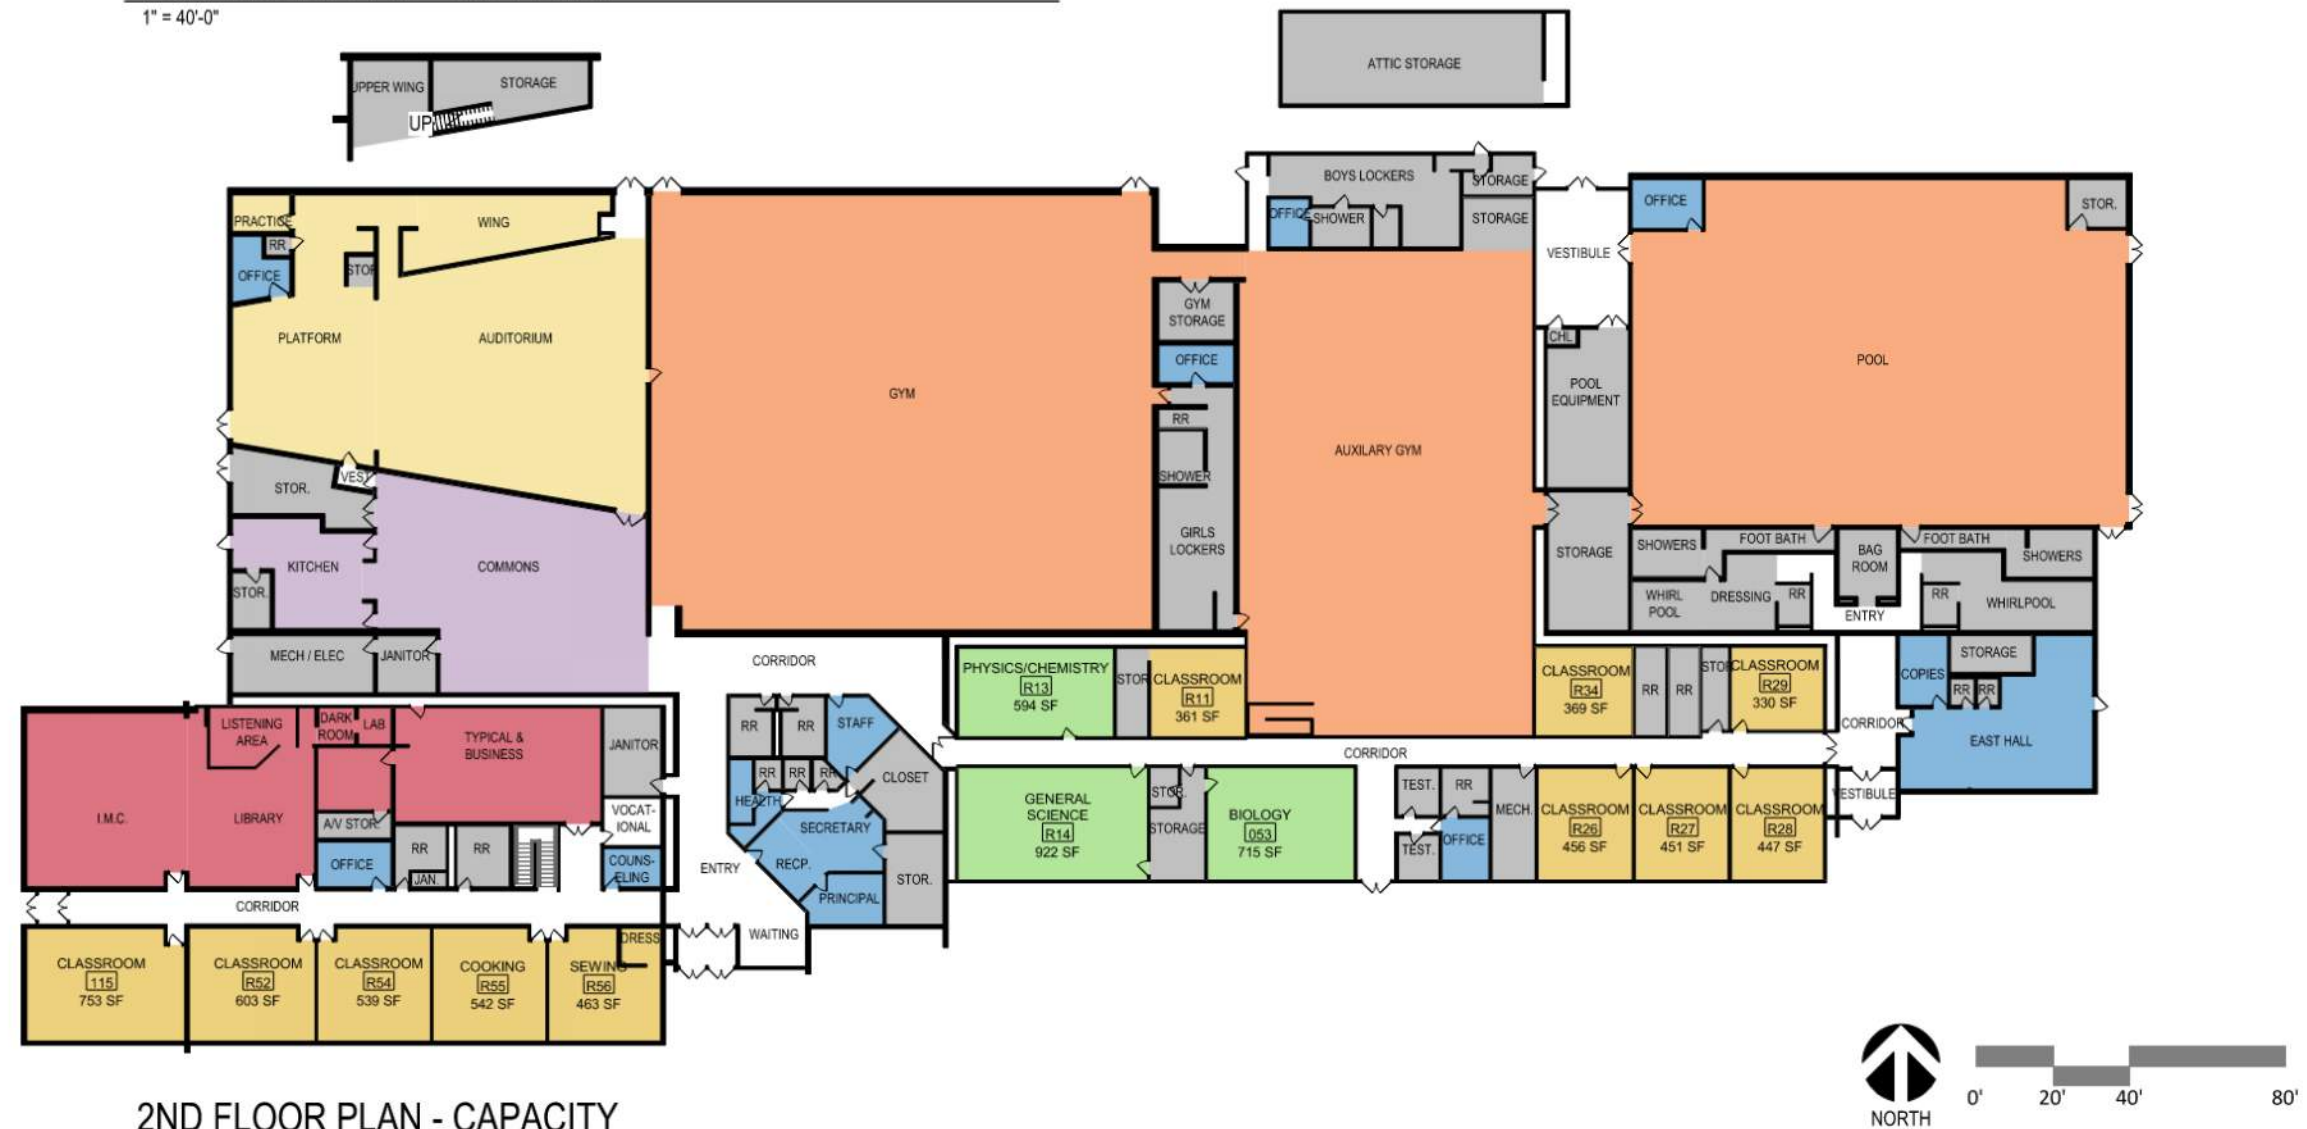 1" = 40'-0"
UPPER WING
STORAGE
UP
ATTIC STORAGE
PRACTICE
RR
OFFICE
STOR
WING
PLATFORM
AUDITORIUM
STOR.
VEST
KITCHEN
STOR.
COMMONS
MECH / ELEC
JANITOR
GYM
BOYS LOCKERS
STORAGE
OFFICE
SHOWER
STORAGE
GYM
STORAGE
OFFICE
RR
SHOWER
GIRLS
LOCKERS
AUXILARY GYM
VESTIBULE
CHL
POOL
EQUIPMENT
STORAGE
OFFICE
STOR.
POOL
SHOWERS
FOOT BATH
BAG
ROOM
FOOT BATH
SHOWERS
WHIRL
POOL
DRESSING
RR
ENTRY
RR
WHIRLPOOL
CORRIDOR
PHYSICS/CHEMISTRY
R13
594 SF
STOR
CLASSROOM
R11
361 SF
CLASSROOM
R34
369 SF
RR
RR
STOR
CLASSROOM
R29
330 SF
COPIES
STORAGE
RR
RR
CORRIDOR
EAST HALL
CORRIDOR
VESTIBULE
I.M.C.
LISTENING
AREA
DARK
ROOM
LAB
TYPICAL &
BUSINESS
JANITOR
LIBRARY
A/V STOR.
OFFICE
RR
JAN.
RR
VOCAT-
IONAL
COUNS-
ELING
RR
RR
STAFF
RR
RR
RR
CLOSET
HEALTH
SECRETARY
RECP.
ENTRY
PRINCIPAL
STOR.
WAITING
GENERAL
SCIENCE
R14
922 SF
STOR.
STORAGE
BIOLOGY
053
715 SF
TEST.
RR
TEST.
OFFICE
MECH.
CLASSROOM
R26
456 SF
CLASSROOM
R27
451 SF
CLASSROOM
R28
447 SF
CORRIDOR
CLASSROOM
115
753 SF
CLASSROOM
R52
603 SF
CLASSROOM
R54
539 SF
COOKING
R55
542 SF
SEWING
R56
463 SF
DRESS
NORTH
0' 20' 40' 80'
2ND FLOOR PLAN - CAPACITY